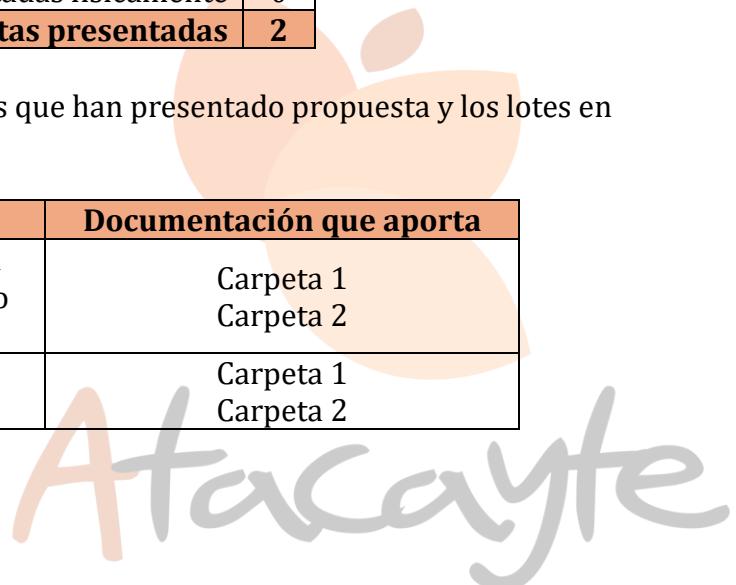 tas presentadas 2
s que han presentado propuesta y los lotes en
Documentación que aporta
o
Carpeta 1
Carpeta 2
Carpeta 1
Carpeta 2
Atacayte